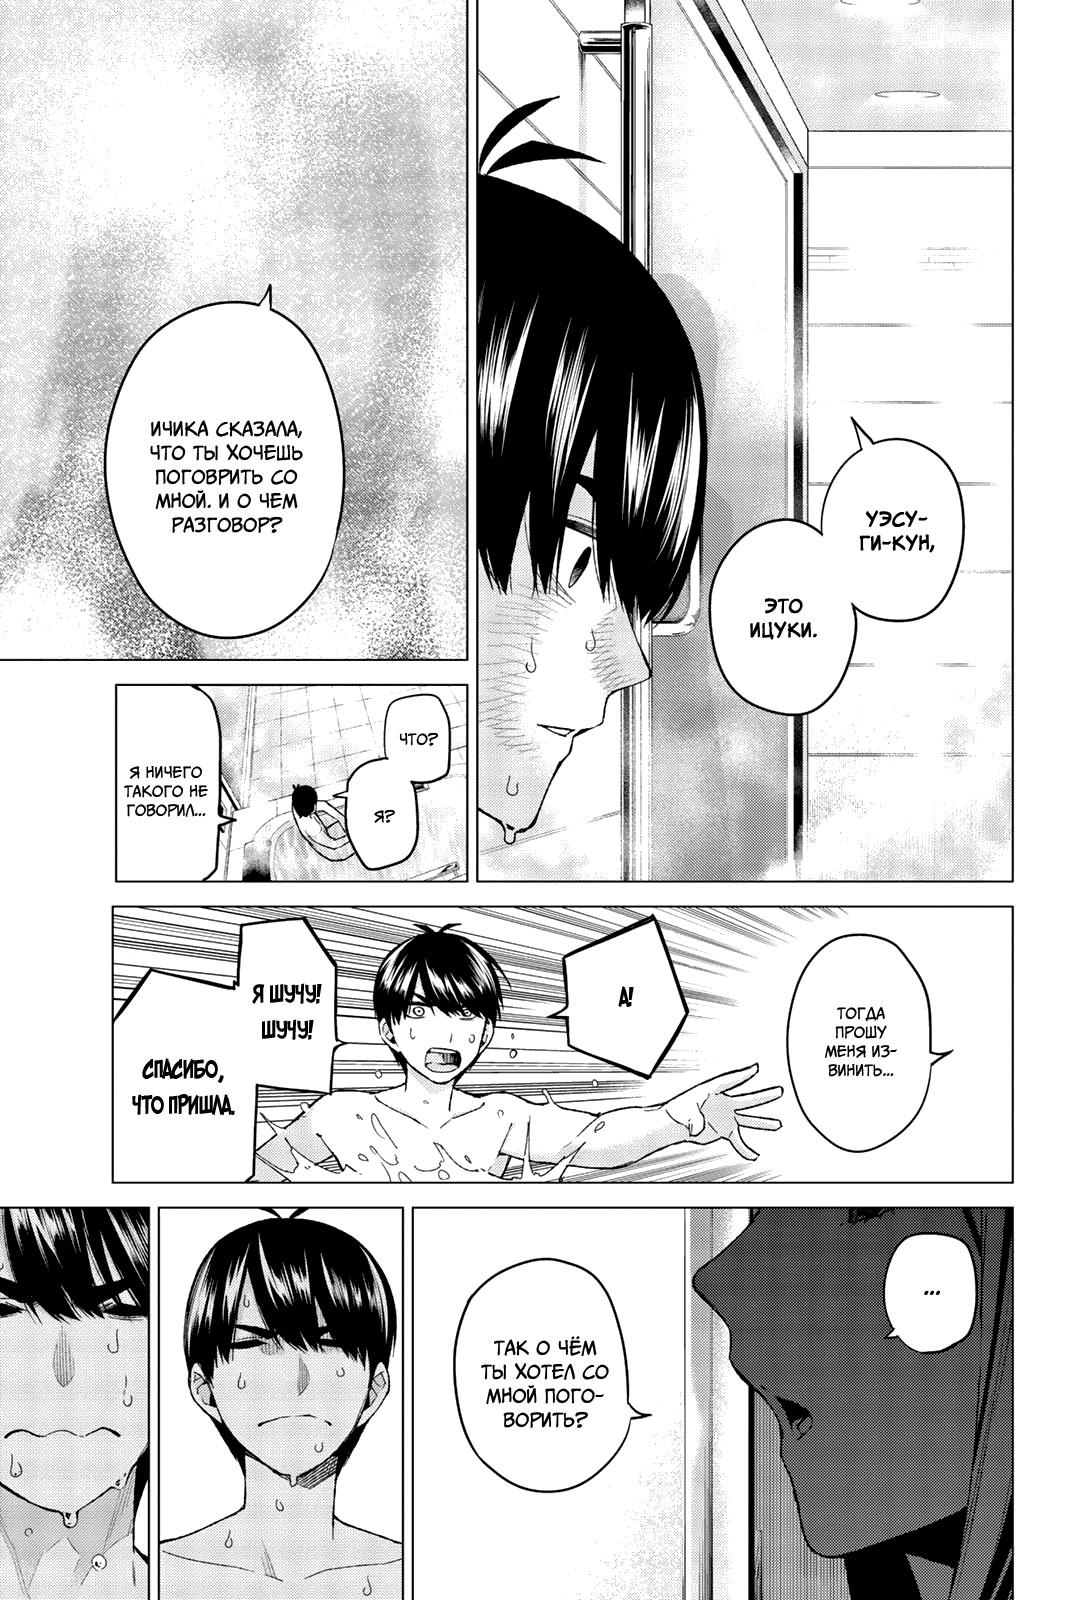 УЭСУ-
ГИ-КУН,
ЭТО
ИЦУКИ.
ИЧИКА СКАЗАЛА,
ЧТО ТЫ ХОЧЕШЬ
ПОГОВРИТЬ СО
МНОЙ. И О ЧЕМ
РАЗГОВОР?
ЧТО?
Я?
Я НИЧЕГО
ТАКОГО НЕ
ГОВОРИЛ...
ТОГДА
ПРОШУ
МЕНЯ ИЗ-
ВИНИТЬ...
А!
Я ШУЧУ!
ШУЧУ!
СПАСИБО,
ЧТО ПРИШЛА.
...
ТАК О ЧЁМ
ТЫ ХОТЕЛ СО
МНОЙ ПОГО-
ВОРИТЬ?